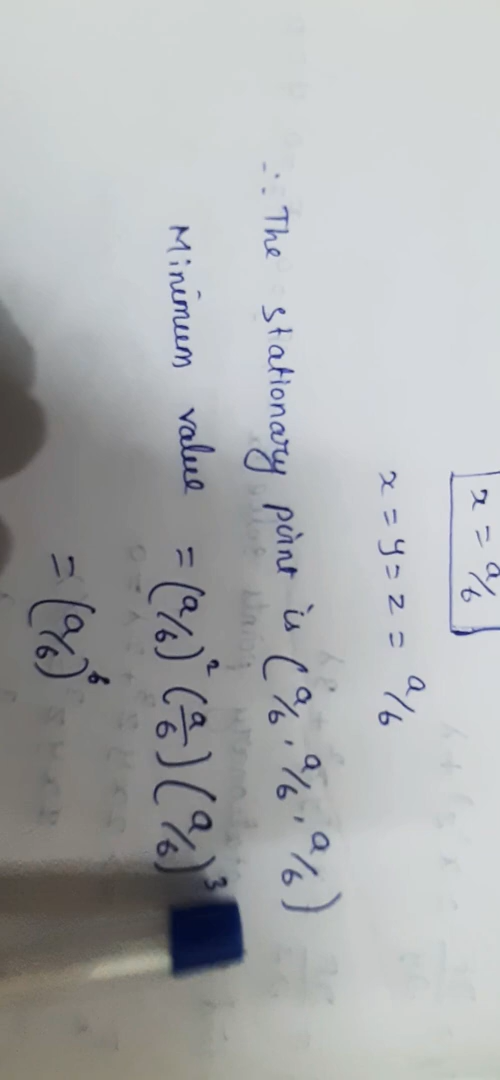 x = a/6
x = y = z = a/6
∴ The stationary point is (a/6, a/6, a/6)
Minimum value = (a/6)² (a/6) (a/6)³
= (a/6)⁶